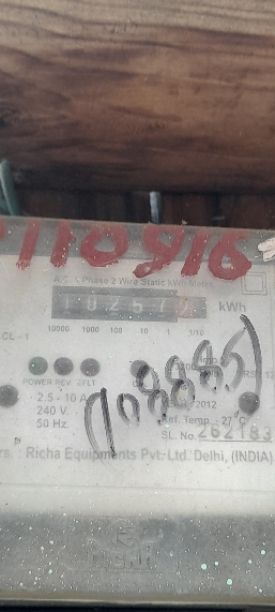 110916
A.C. 1 Phase 2 Wire Static kWh Meter
10257 kWh
CL - 1
10000 1000 100 10 1 1/10
POWER REV
2.5 - 10 A
240 V.
50 Hz.
(108885)
2012
Ref. Temp. : 27°C
SL. No. 262183
rs. : Richa Equipments Pvt. Ltd. Delhi, (INDIA)